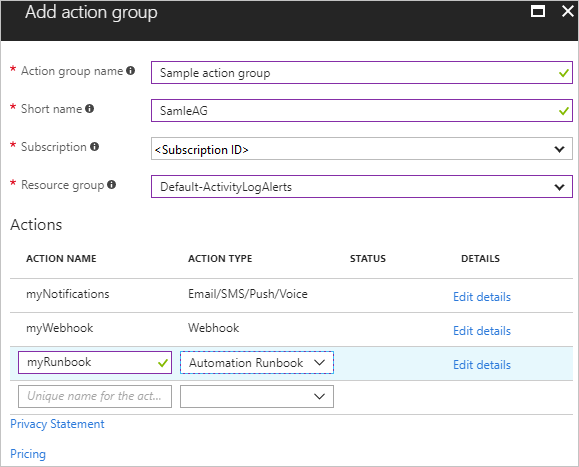 Add action group
* Action group name
Sample action group
* Short name
SamleAG
* Subscription
<Subscription ID>
* Resource group
Default-ActivityLogAlerts
Actions
ACTION NAME ACTION TYPE STATUS DETAILS
myNotifications Email/SMS/Push/Voice Edit details
myWebhook Webhook Edit details
myRunbook Automation Runbook Edit details
Unique name for the act...
Privacy Statement
Pricing